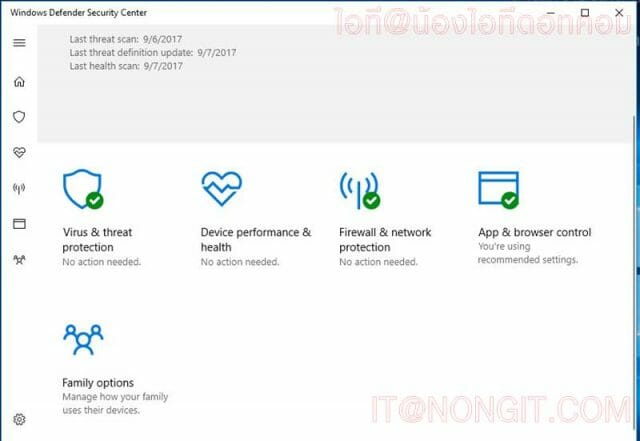 Windows Defender Security Center
ไอที@น้องไอทีดอทคอม
Last threat scan: 9/6/2017
Last threat definition update: 9/7/2017
Last health scan: 9/7/2017
Virus & threat
protection
No action needed.
Device performance &
health
No action needed.
Firewall & network
protection
No action needed.
App & browser control
You're using
recommended settings.
Family options
Manage how your family
uses their devices.
IT@NONGIT.COM